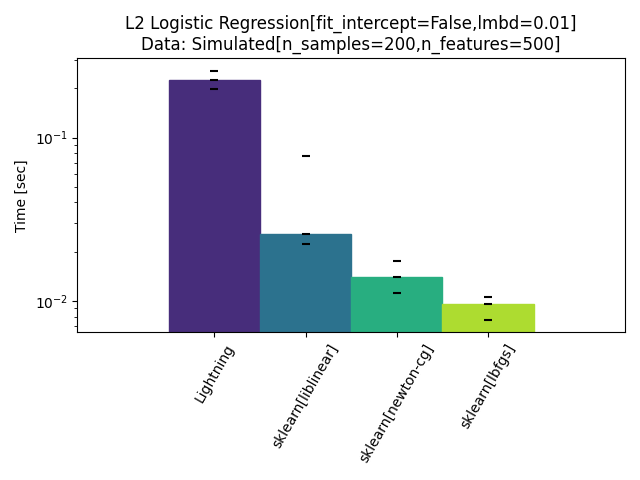 L2 Logistic Regression[fit_intercept=False,lmbd=0.01]
Data: Simulated[n_samples=200,n_features=500]
Time [sec]
10⁻¹
10⁻²
Lightning
sklearn[liblinear]
sklearn[newton-cg]
sklearn[lbfgs]